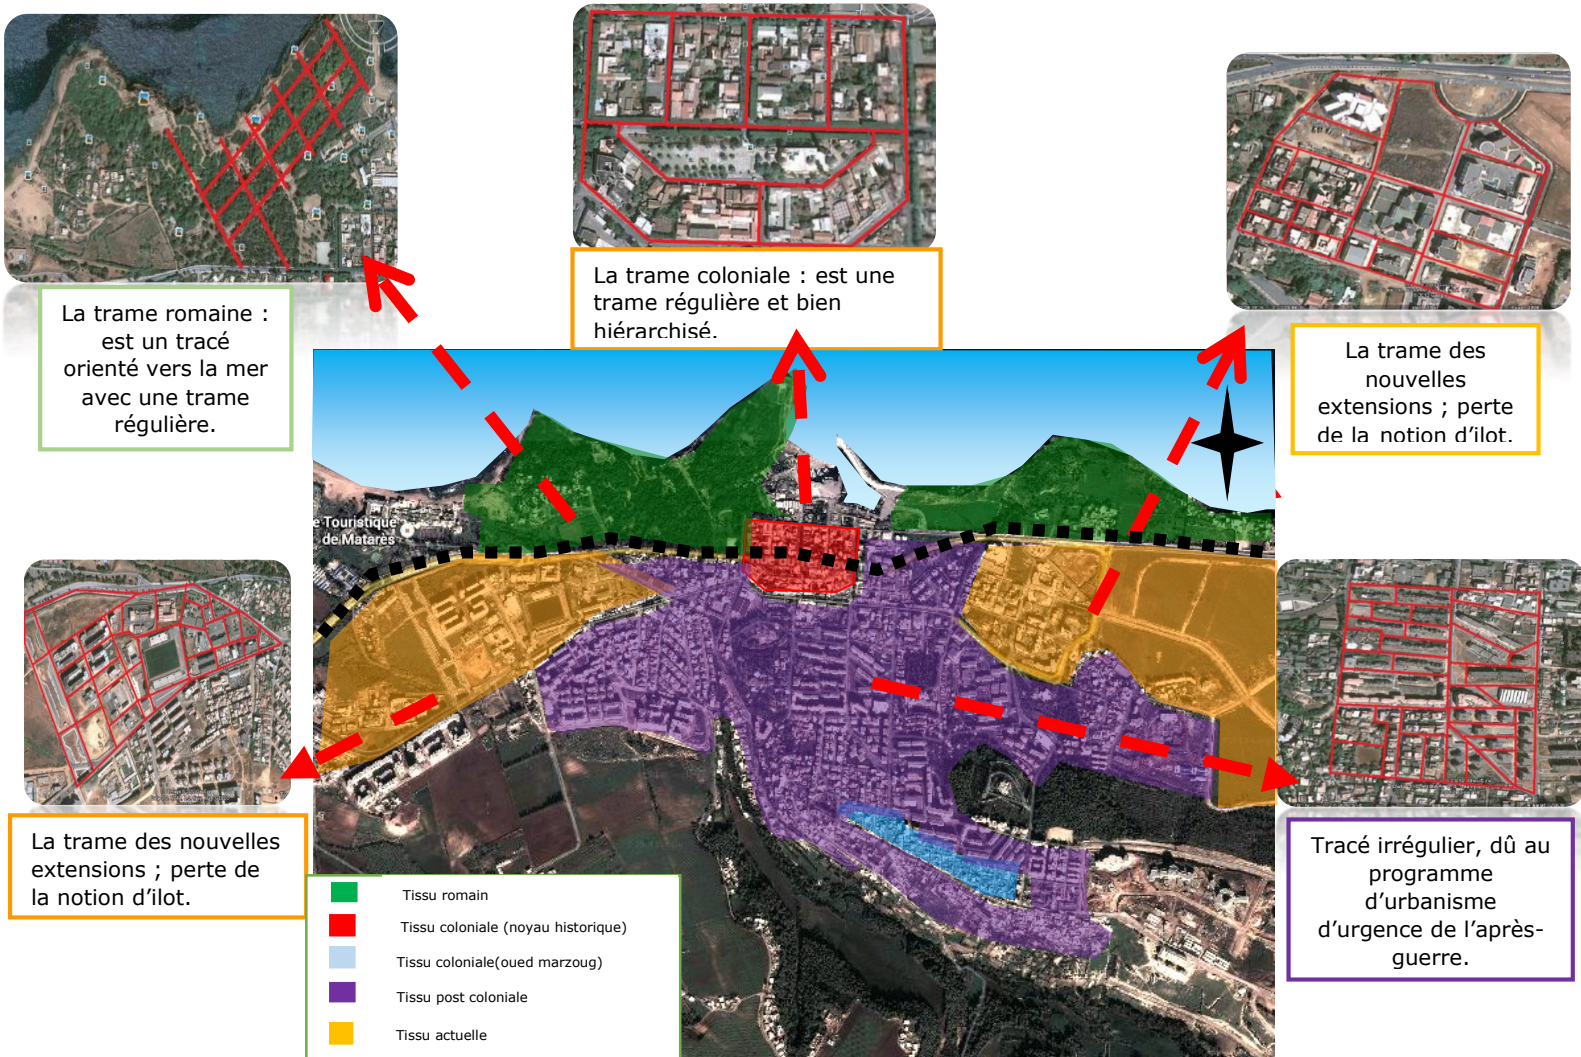 La trame romaine :
est un tracé
orienté vers la mer
avec une trame
régulière.
La trame coloniale : est une
trame régulière et bien
hiérarchisé.
La trame des
nouvelles
extensions ; perte
de la notion d'ilot.
e Touristique
de Matarès
La trame des nouvelles
extensions ; perte de
la notion d'ilot.
Tracé irrégulier, dû au
programme
d'urbanisme
d'urgence de l'après-
guerre.
Tissu romain
Tissu coloniale (noyau historique)
Tissu coloniale(oued marzoug)
Tissu post coloniale
Tissu actuelle